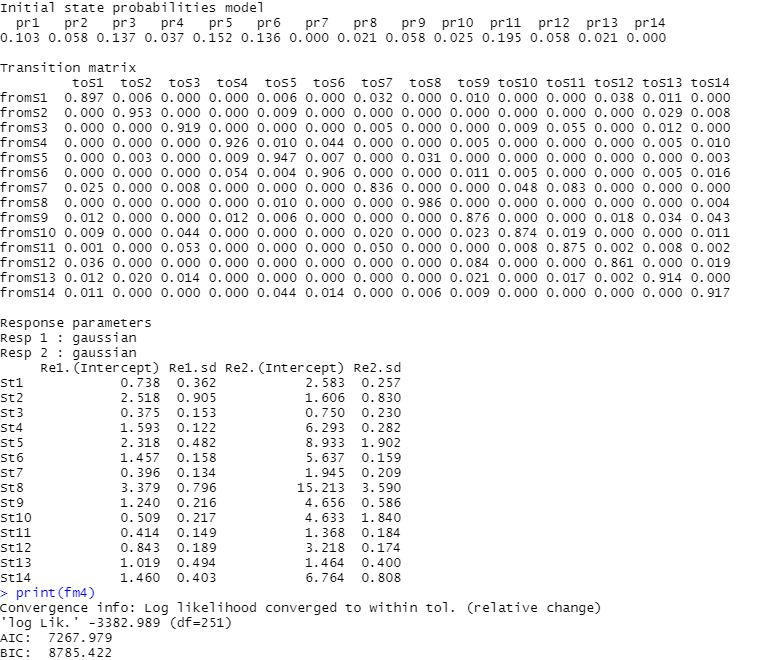 Initial state probabilities model
pr1 pr2 pr3 pr4 pr5 pr6 pr7 pr8 pr9 pr10 pr11 pr12 pr13 pr14
0.103 0.058 0.137 0.037 0.152 0.136 0.000 0.021 0.058 0.025 0.195 0.058 0.021 0.000
Transition matrix
toS1 toS2 toS3 toS4 toS5 toS6 toS7 toS8 toS9 toS10 toS11 toS12 toS13 toS14
fromS1 0.897 0.006 0.000 0.000 0.006 0.000 0.032 0.000 0.010 0.000 0.000 0.038 0.011 0.000
fromS2 0.000 0.953 0.000 0.000 0.009 0.000 0.000 0.000 0.000 0.000 0.000 0.000 0.029 0.008
fromS3 0.000 0.000 0.919 0.000 0.000 0.000 0.005 0.000 0.000 0.009 0.055 0.000 0.012 0.000
fromS4 0.000 0.000 0.000 0.926 0.010 0.044 0.000 0.000 0.005 0.000 0.000 0.000 0.005 0.010
fromS5 0.000 0.003 0.000 0.009 0.947 0.007 0.000 0.031 0.000 0.000 0.000 0.000 0.000 0.003
fromS6 0.000 0.000 0.000 0.054 0.004 0.906 0.000 0.000 0.011 0.005 0.000 0.000 0.005 0.016
fromS7 0.025 0.000 0.008 0.000 0.000 0.000 0.836 0.000 0.000 0.048 0.083 0.000 0.000 0.000
fromS8 0.000 0.000 0.000 0.000 0.010 0.000 0.000 0.986 0.000 0.000 0.000 0.000 0.000 0.004
fromS9 0.012 0.000 0.000 0.012 0.006 0.000 0.000 0.000 0.876 0.000 0.000 0.018 0.034 0.043
fromS10 0.009 0.000 0.044 0.000 0.000 0.000 0.020 0.000 0.023 0.874 0.019 0.000 0.000 0.011
fromS11 0.001 0.000 0.053 0.000 0.000 0.000 0.050 0.000 0.000 0.008 0.875 0.002 0.008 0.002
fromS12 0.036 0.000 0.000 0.000 0.000 0.000 0.000 0.000 0.084 0.000 0.000 0.861 0.000 0.019
fromS13 0.012 0.020 0.014 0.000 0.000 0.000 0.000 0.000 0.021 0.000 0.017 0.002 0.914 0.000
fromS14 0.011 0.000 0.000 0.000 0.044 0.014 0.000 0.006 0.009 0.000 0.000 0.000 0.000 0.917
Response parameters
Resp 1 : gaussian
Resp 2 : gaussian
Re1.(Intercept) Re1.sd Re2.(Intercept) Re2.sd
St1 0.738 0.362 2.583 0.257
St2 2.518 0.905 1.606 0.830
St3 0.375 0.153 0.750 0.230
St4 1.593 0.122 6.293 0.282
St5 2.318 0.482 8.933 1.902
St6 1.457 0.158 5.637 0.159
St7 0.396 0.134 1.945 0.209
St8 3.379 0.796 15.213 3.590
St9 1.240 0.216 4.656 0.586
St10 0.509 0.217 4.633 1.840
St11 0.414 0.149 1.368 0.184
St12 0.843 0.189 3.218 0.174
St13 1.019 0.494 1.464 0.400
St14 1.460 0.403 6.764 0.808
> print(fm4)
Convergence info: Log likelihood converged to within tol. (relative change)
'log Lik.' -3382.989 (df=251)
AIC: 7267.979
BIC: 8785.422